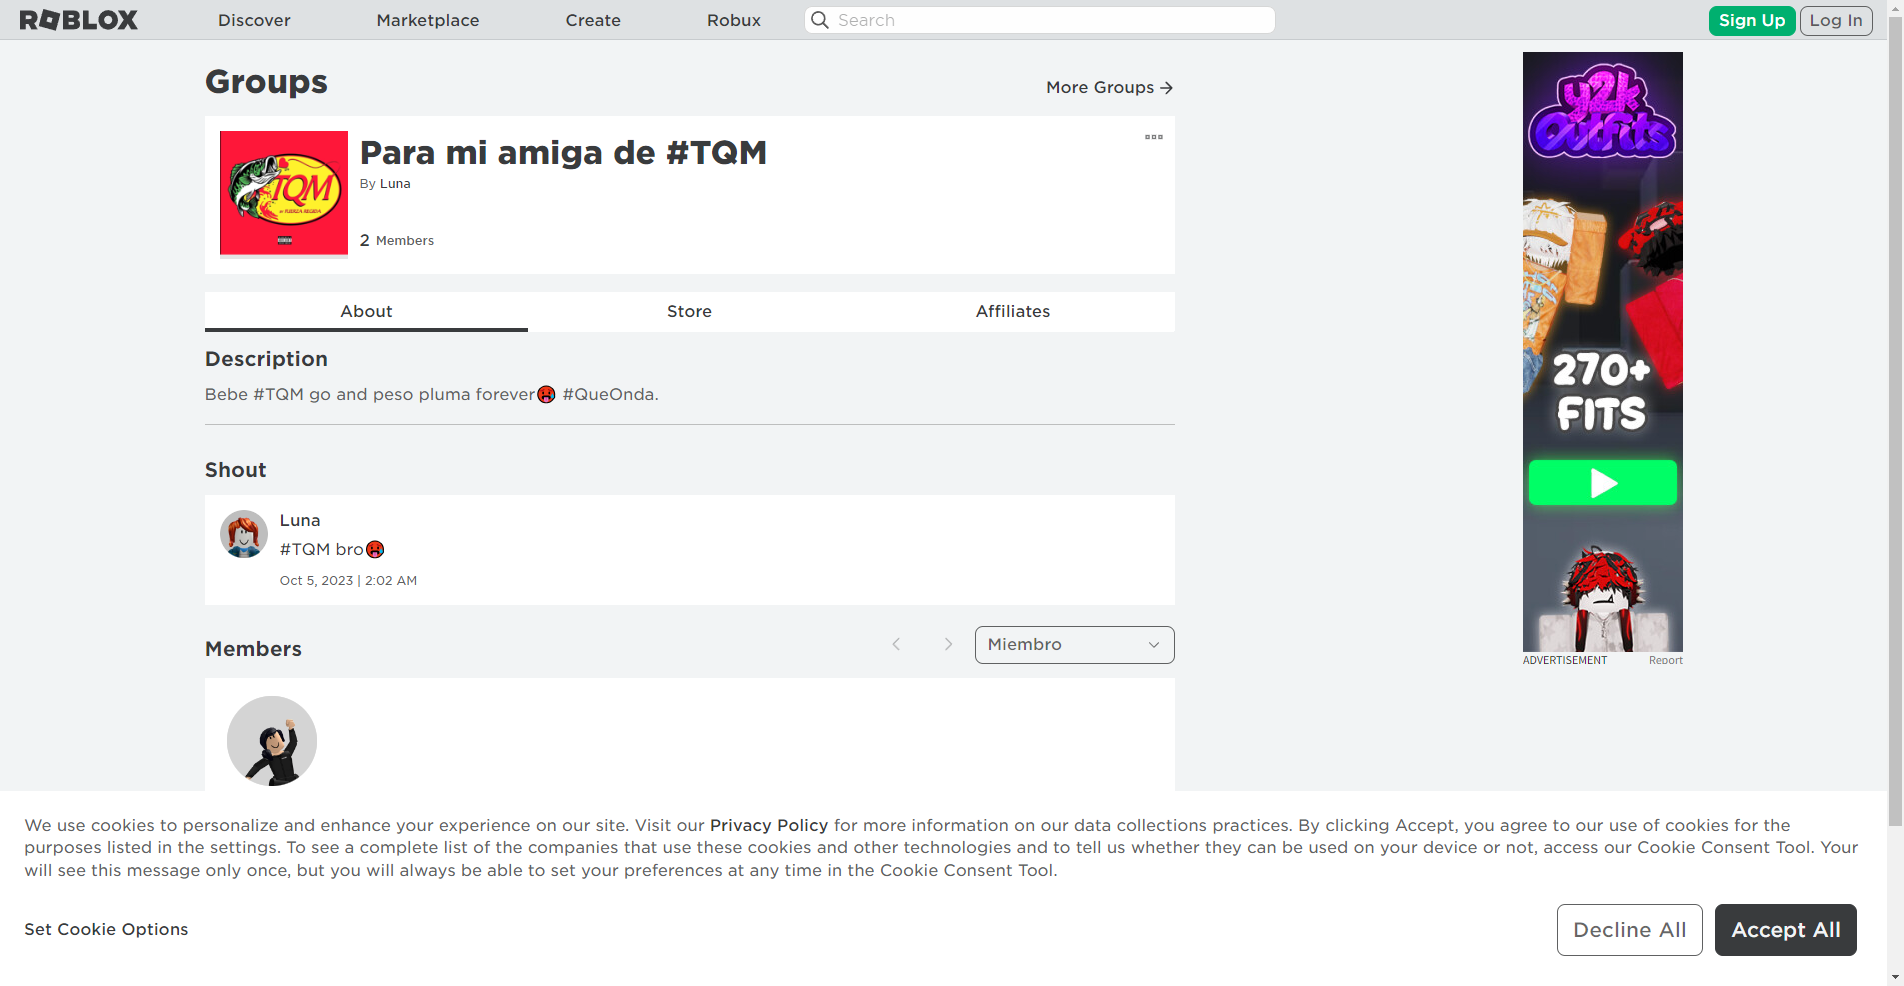 ROBLOX
Discover
Marketplace
Create
Robux
Search
Sign Up
Log In
Groups
More Groups →
TQM
BY FUERZA REGIDA
Para mi amiga de #TQM
By Luna
2 Members
About
Store
Affiliates
Description
Bebe #TQM go and peso pluma forever🥵 #QueOnda.
Shout
Luna
#TQM bro🥵
Oct 5, 2023 | 2:02 AM
Members
Miembro
y2k
Outfits
270+
FITS
ADVERTISEMENT
Report
We use cookies to personalize and enhance your experience on our site. Visit our Privacy Policy for more information on our data collections practices. By clicking Accept, you agree to our use of cookies for the
purposes listed in the settings. To see a complete list of the companies that use these cookies and other technologies and to tell us whether they can be used on your device or not, access our Cookie Consent Tool. Your
will see this message only once, but you will always be able to set your preferences at any time in the Cookie Consent Tool.
Set Cookie Options
Decline All
Accept All